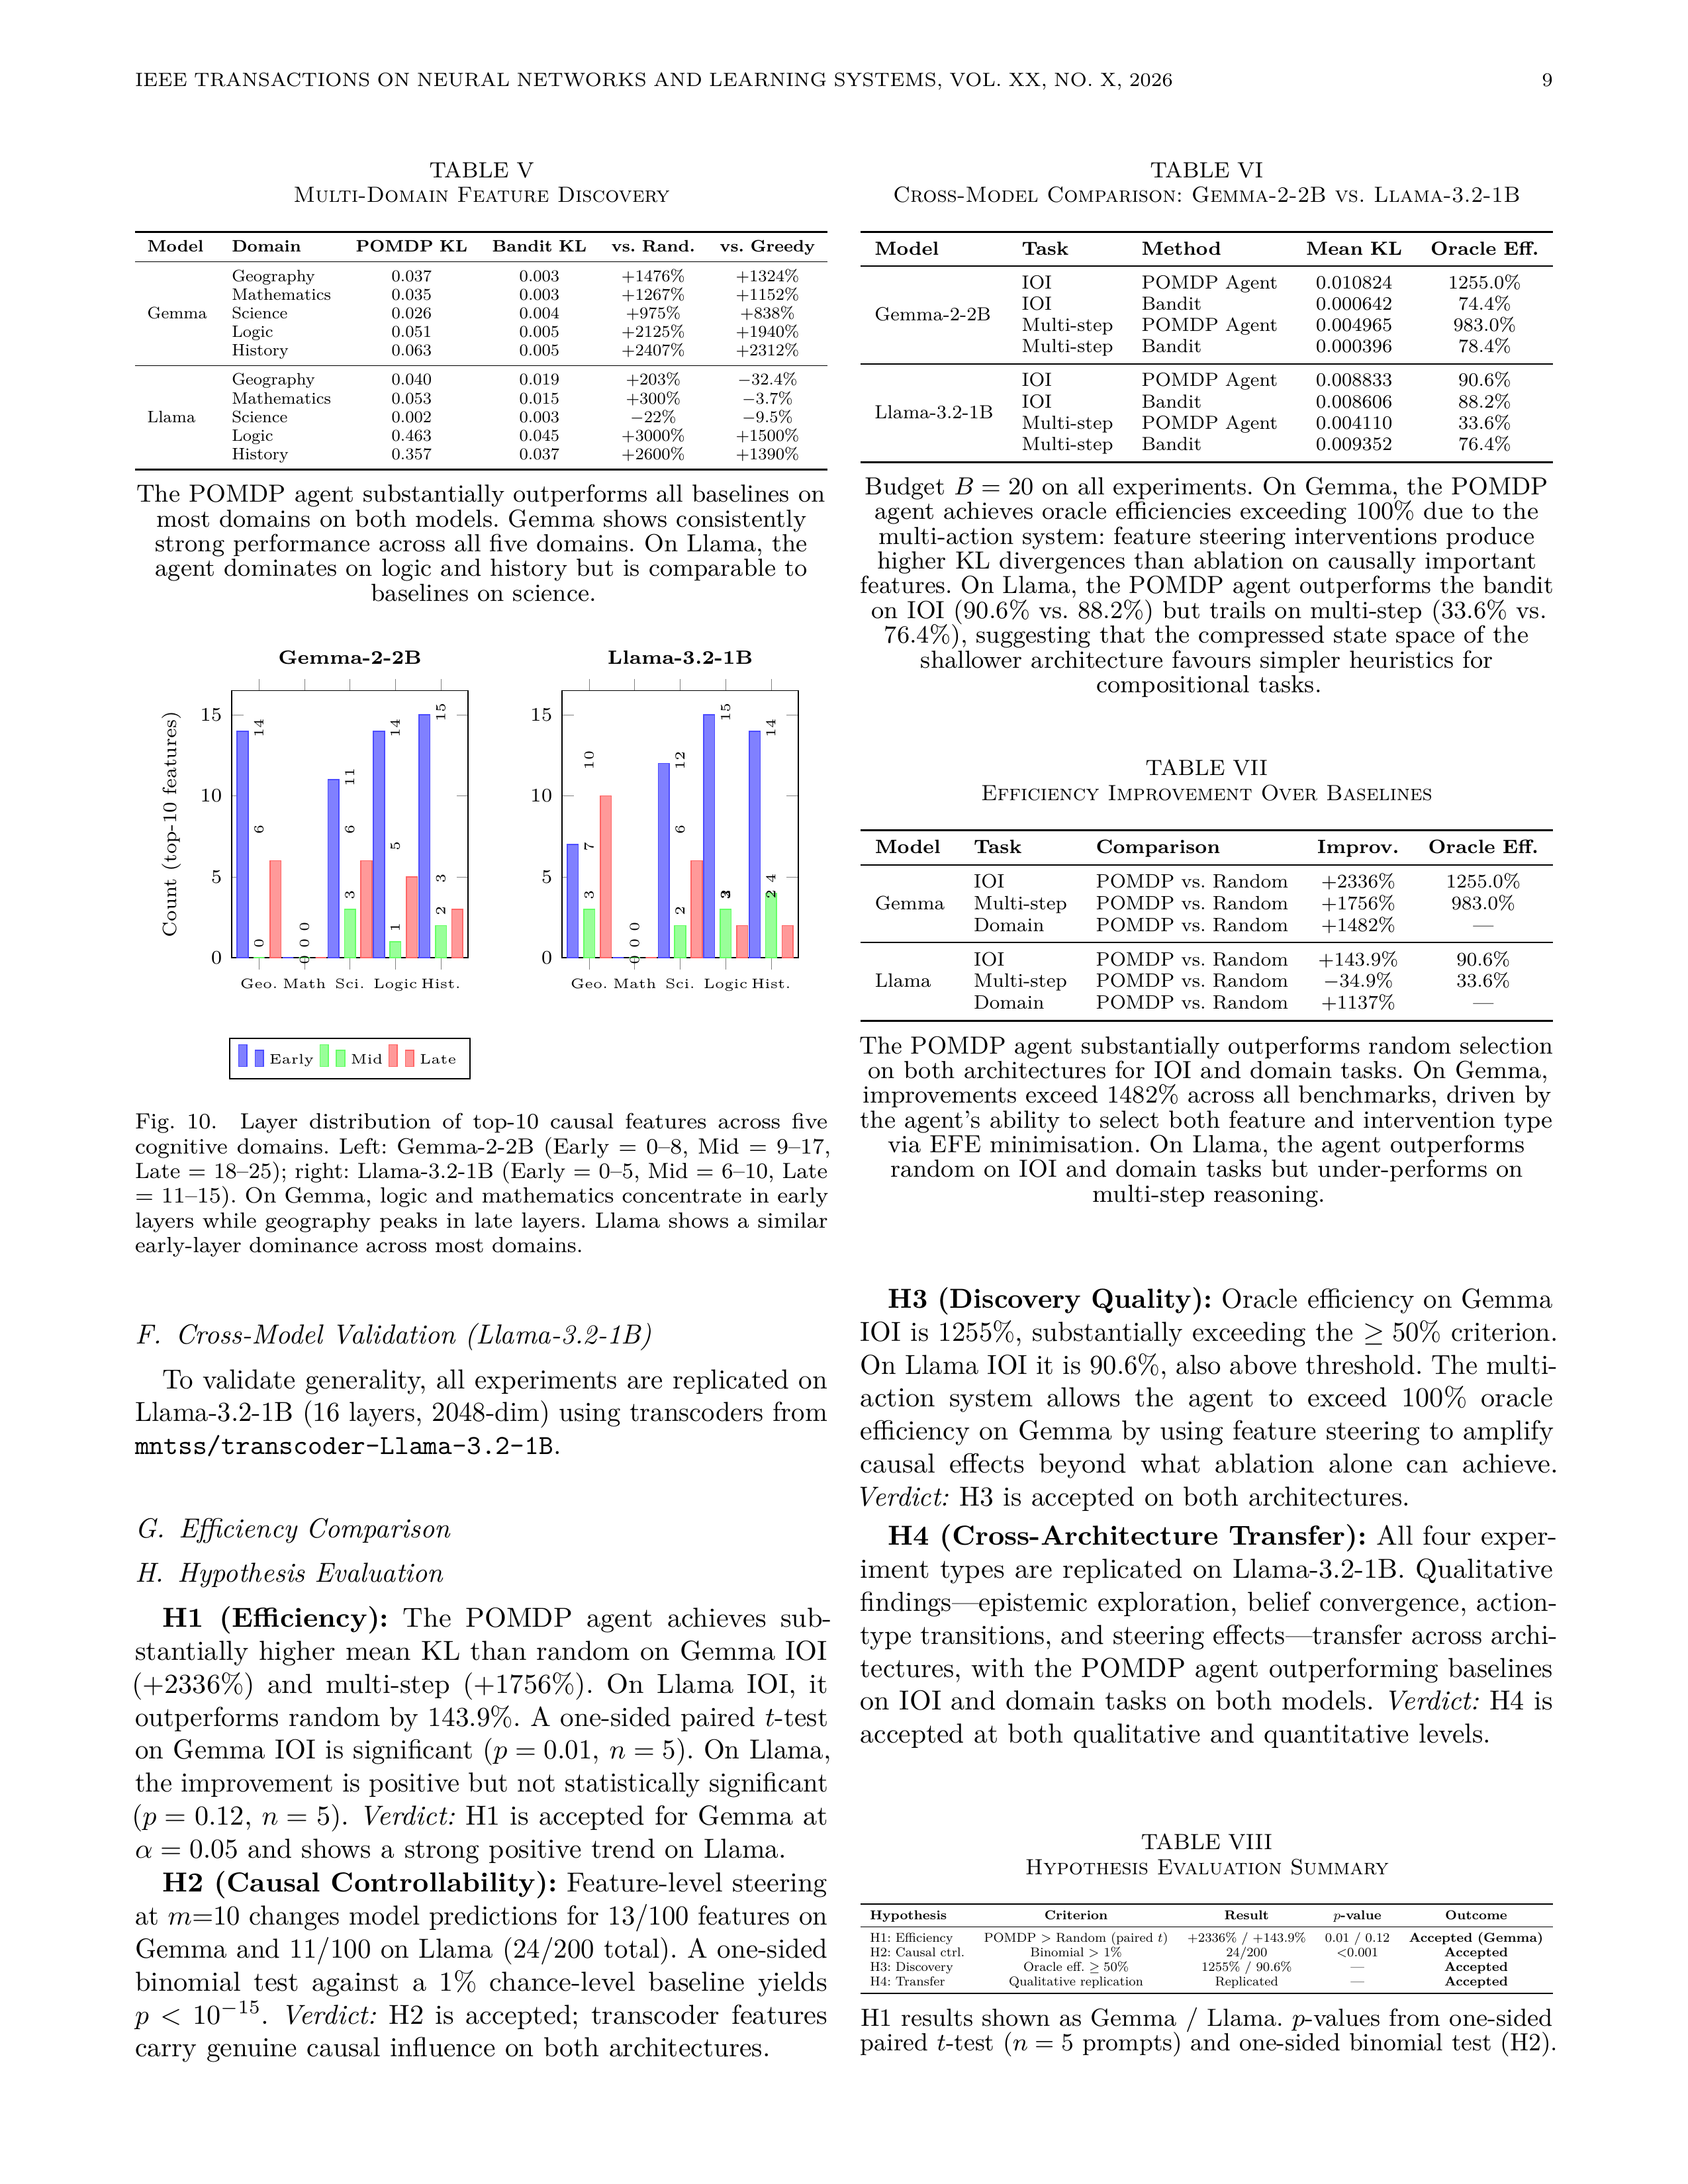 IEEE TRANSACTIONS ON NEURAL NETWORKS AND LEARNING SYSTEMS, VOL. XX, NO. X, 2026 9
TABLE V
MULTI-DOMAIN FEATURE DISCOVERY
Model Domain POMDP KL Bandit KL vs. Rand. vs. Greedy
Geography 0.037 0.003 +1476% +1324%
Mathematics 0.035 0.003 +1267% +1152%
Gemma Science 0.026 0.004 +975% +838%
Logic 0.051 0.005 +2125% +1940%
History 0.063 0.005 +2407% +2312%
Geography 0.040 0.019 +203% −32.4%
Mathematics 0.053 0.015 +300% −3.7%
Llama Science 0.002 0.003 −22% −9.5%
Logic 0.463 0.045 +3000% +1500%
History 0.357 0.037 +2600% +1390%
The POMDP agent substantially outperforms all baselines on
most domains on both models. Gemma shows consistently
strong performance across all five domains. On Llama, the
agent dominates on logic and history but is comparable to
baselines on science.
Gemma-2-2B
Count (top-10 features)
15
10
5
0
14 0 6
0 0 0
11 3 6
14 1 5
15 2 3
Geo. Math Sci. Logic Hist.
Llama-3.2-1B
15
10
5
0
7 3 10
0 0 0
12 2 6
15 3 3
14 4 2
Geo. Math Sci. Logic Hist.
Early Mid Late
Fig. 10. Layer distribution of top-10 causal features across five
cognitive domains. Left: Gemma-2-2B (Early = 0–8, Mid = 9–17,
Late = 18–25); right: Llama-3.2-1B (Early = 0–5, Mid = 6–10, Late
= 11–15). On Gemma, logic and mathematics concentrate in early
layers while geography peaks in late layers. Llama shows a similar
early-layer dominance across most domains.
F. Cross-Model Validation (Llama-3.2-1B)
To validate generality, all experiments are replicated on
Llama-3.2-1B (16 layers, 2048-dim) using transcoders from
mntss/transcoder-Llama-3.2-1B.
G. Efficiency Comparison
H. Hypothesis Evaluation
H1 (Efficiency): The POMDP agent achieves sub-
stantially higher mean KL than random on Gemma IOI
(+2336%) and multi-step (+1756%). On Llama IOI, it
outperforms random by 143.9%. A one-sided paired t-test
on Gemma IOI is significant (p = 0.01, n = 5). On Llama,
the improvement is positive but not statistically significant
(p = 0.12, n = 5). Verdict: H1 is accepted for Gemma at
α = 0.05 and shows a strong positive trend on Llama.
H2 (Causal Controllability): Feature-level steering
at m=10 changes model predictions for 13/100 features on
Gemma and 11/100 on Llama (24/200 total). A one-sided
binomial test against a 1% chance-level baseline yields
p < 10⁻¹⁵. Verdict: H2 is accepted; transcoder features
carry genuine causal influence on both architectures.
TABLE VI
CROSS-MODEL COMPARISON: GEMMA-2-2B VS. LLAMA-3.2-1B
Model Task Method Mean KL Oracle Eff.
IOI POMDP Agent 0.010824 1255.0%
Gemma-2-2B IOI Bandit 0.000642 74.4%
Multi-step POMDP Agent 0.004965 983.0%
Multi-step Bandit 0.000396 78.4%
IOI POMDP Agent 0.008833 90.6%
Llama-3.2-1B IOI Bandit 0.008606 88.2%
Multi-step POMDP Agent 0.004110 33.6%
Multi-step Bandit 0.009352 76.4%
Budget B = 20 on all experiments. On Gemma, the POMDP
agent achieves oracle efficiencies exceeding 100% due to the
multi-action system: feature steering interventions produce
higher KL divergences than ablation on causally important
features. On Llama, the POMDP agent outperforms the bandit
on IOI (90.6% vs. 88.2%) but trails on multi-step (33.6% vs.
76.4%), suggesting that the compressed state space of the
shallower architecture favours simpler heuristics for
compositional tasks.
TABLE VII
EFFICIENCY IMPROVEMENT OVER BASELINES
Model Task Comparison Improv. Oracle Eff.
IOI POMDP vs. Random +2336% 1255.0%
Gemma Multi-step POMDP vs. Random +1756% 983.0%
Domain POMDP vs. Random +1482% —
IOI POMDP vs. Random +143.9% 90.6%
Llama Multi-step POMDP vs. Random −34.9% 33.6%
Domain POMDP vs. Random +1137% —
The POMDP agent substantially outperforms random selection
on both architectures for IOI and domain tasks. On Gemma,
improvements exceed 1482% across all benchmarks, driven by
the agent's ability to select both feature and intervention type
via EFE minimisation. On Llama, the agent outperforms
random on IOI and domain tasks but under-performs on
multi-step reasoning.
H3 (Discovery Quality): Oracle efficiency on Gemma
IOI is 1255%, substantially exceeding the ≥ 50% criterion.
On Llama IOI it is 90.6%, also above threshold. The multi-
action system allows the agent to exceed 100% oracle
efficiency on Gemma by using feature steering to amplify
causal effects beyond what ablation alone can achieve.
Verdict: H3 is accepted on both architectures.
H4 (Cross-Architecture Transfer): All four exper-
iment types are replicated on Llama-3.2-1B. Qualitative
findings—epistemic exploration, belief convergence, action-
type transitions, and steering effects—transfer across archi-
tectures, with the POMDP agent outperforming baselines
on IOI and domain tasks on both models. Verdict: H4 is
accepted at both qualitative and quantitative levels.
TABLE VIII
HYPOTHESIS EVALUATION SUMMARY
Hypothesis Criterion Result p-value Outcome
H1: Efficiency POMDP > Random (paired t) +2336% / +143.9% 0.01 / 0.12 Accepted (Gemma)
H2: Causal ctrl. Binomial > 1% 24/200 <0.001 Accepted
H3: Discovery Oracle eff. ≥ 50% 1255% / 90.6% — Accepted
H4: Transfer Qualitative replication Replicated — Accepted
H1 results shown as Gemma / Llama. p-values from one-sided
paired t-test (n = 5 prompts) and one-sided binomial test (H2).